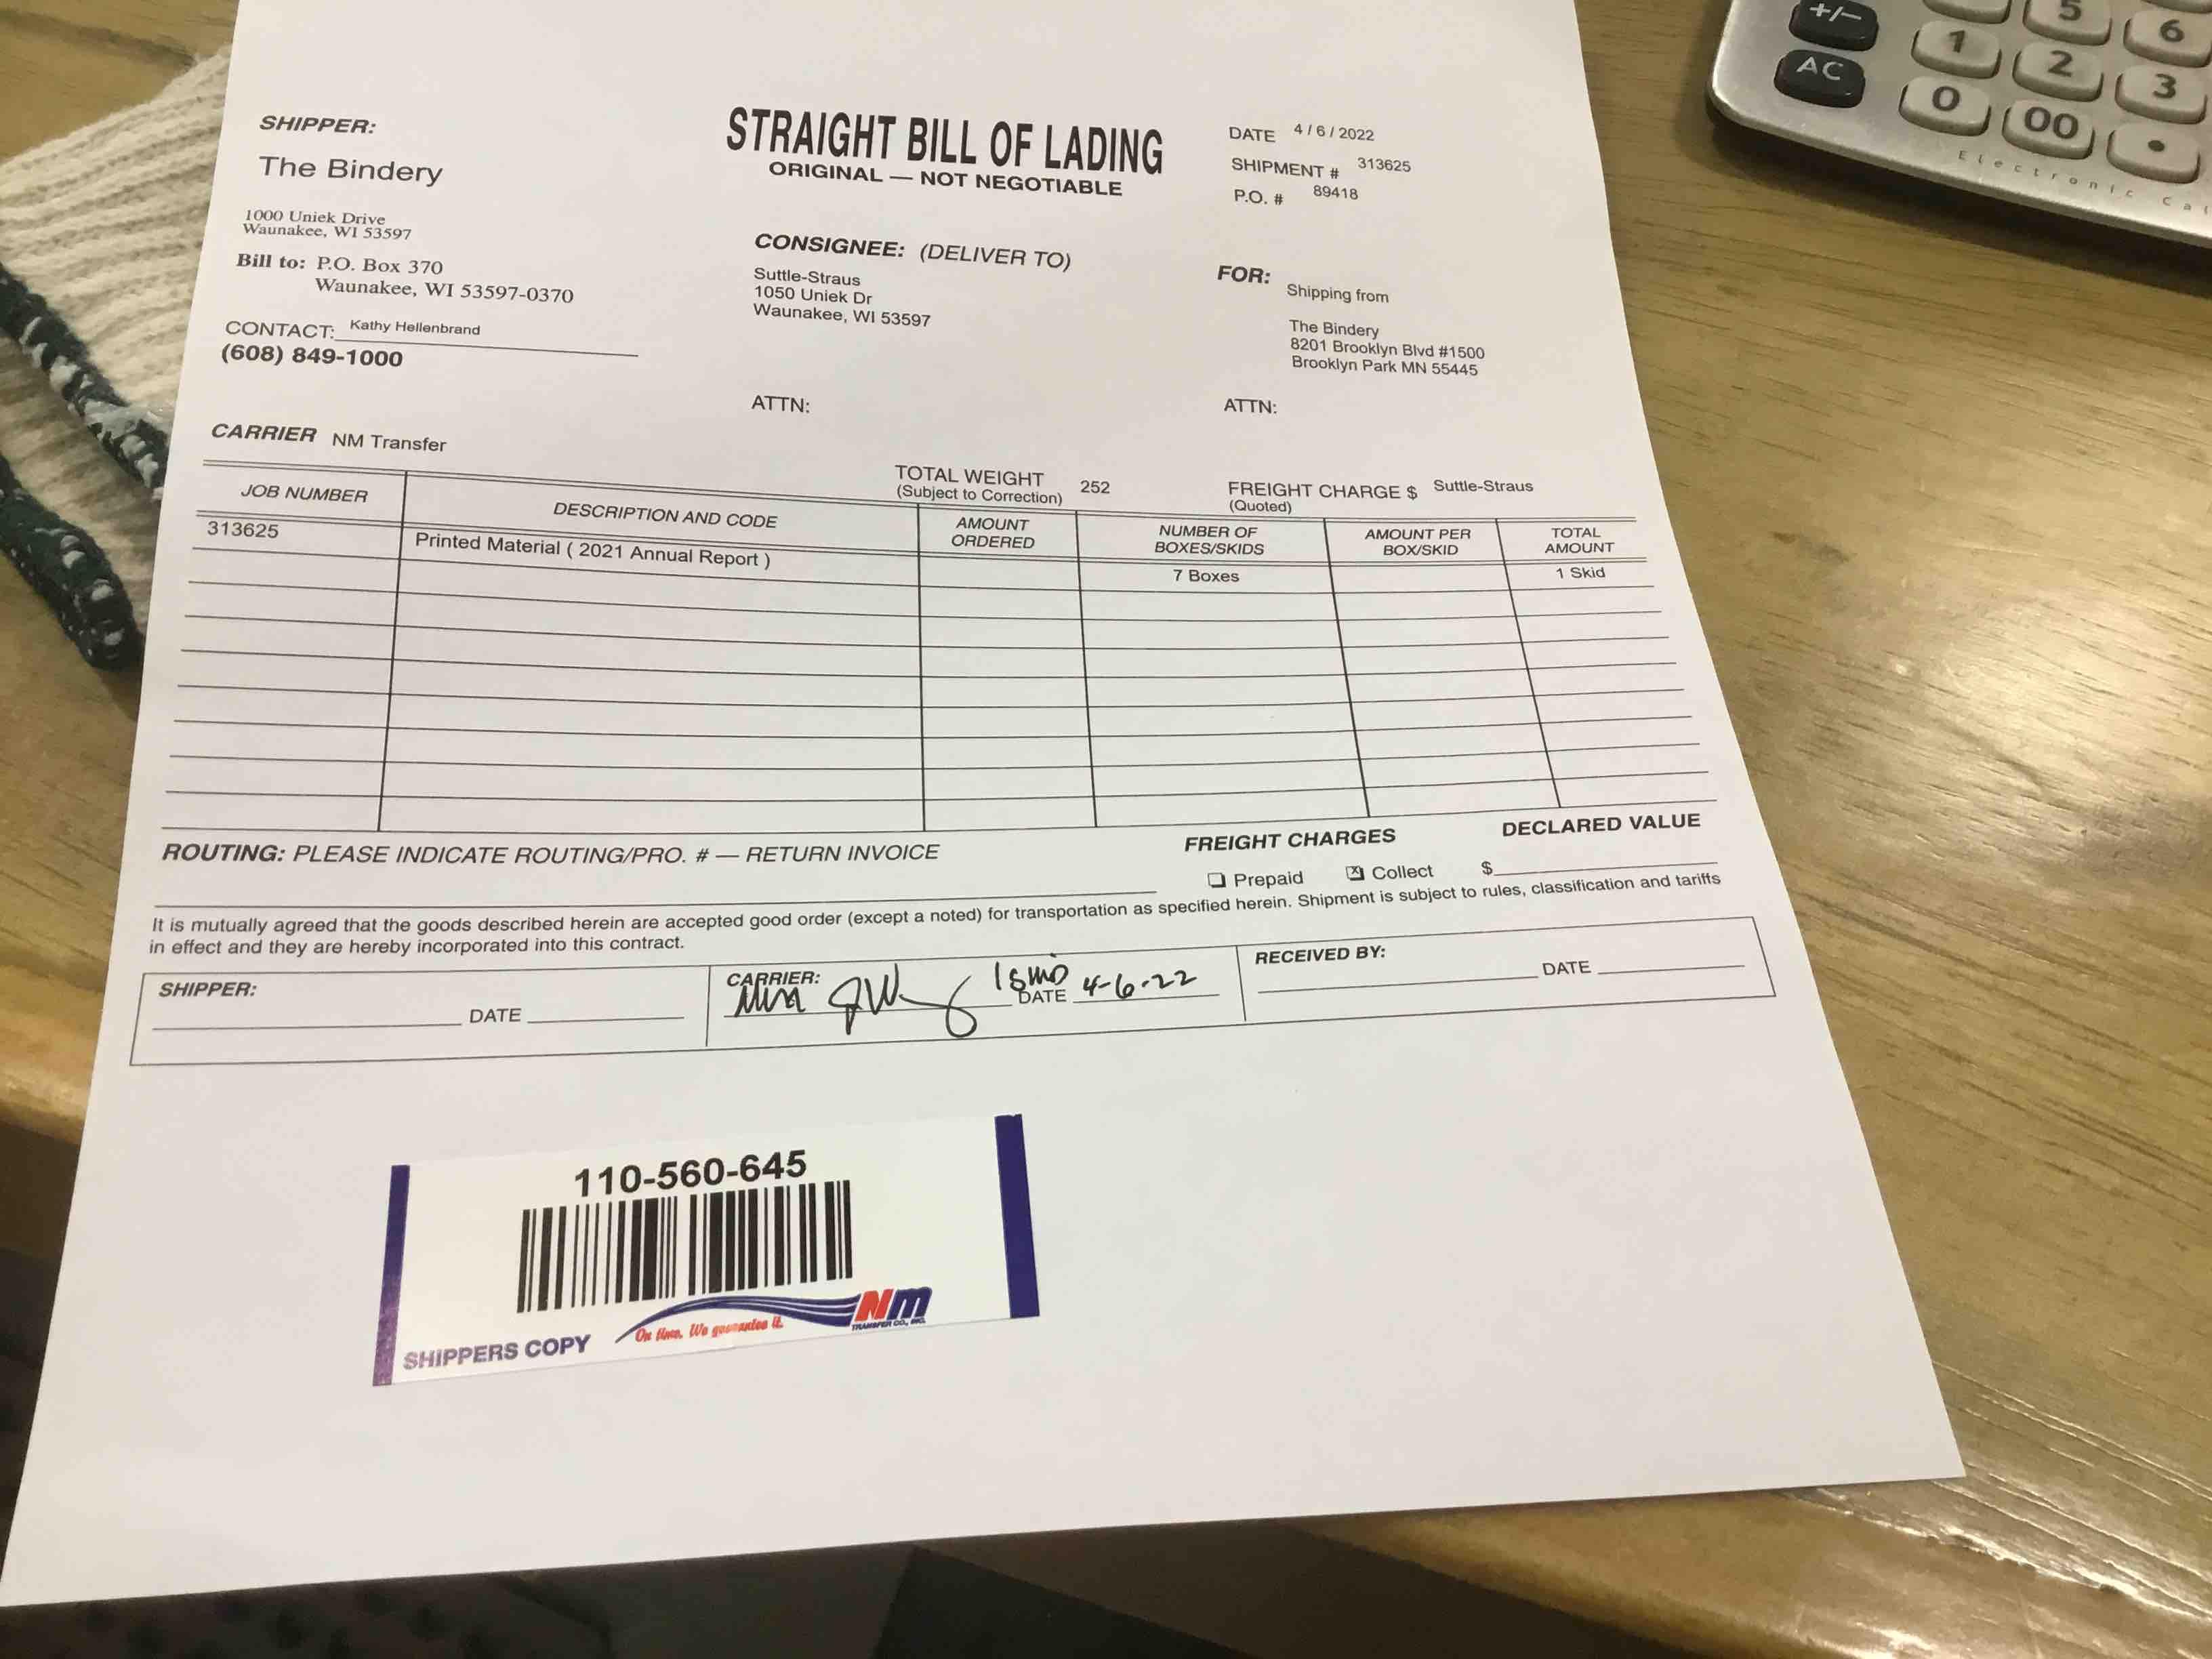 SHIPPER:
The Bindery
1000 Uniek Drive
Waunakee, WI 53597
Bill to: P.O. Box 370
Waunakee, WI 53597-0370
CONTACT: Kathy Hellenbrand
(608) 849-1000
STRAIGHT BILL OF LADING
ORIGINAL — NOT NEGOTIABLE
DATE 4/6/2022
SHIPMENT # 313625
P.O. # 89418
CONSIGNEE: (DELIVER TO)
Suttle-Straus
1050 Uniek Dr
Waunakee, WI 53597
ATTN:
FOR: Shipping from
The Bindery
8201 Brooklyn Blvd #1500
Brooklyn Park MN 55445
ATTN:
CARRIER NM Transfer
TOTAL WEIGHT 252
(Subject to Correction)
FREIGHT CHARGE $ Suttle-Straus
(Quoted)
JOB NUMBER
DESCRIPTION AND CODE
AMOUNT
ORDERED
NUMBER OF
BOXES/SKIDS
AMOUNT PER
BOX/SKID
TOTAL
AMOUNT
313625
Printed Material ( 2021 Annual Report )
7 Boxes
1 Skid
ROUTING: PLEASE INDICATE ROUTING/PRO. # — RETURN INVOICE
FREIGHT CHARGES
Prepaid
Collect
DECLARED VALUE
$
It is mutually agreed that the goods described herein are accepted good order (except a noted) for transportation as specified herein. Shipment is subject to rules, classification and tariffs
in effect and they are hereby incorporated into this contract.
SHIPPER:
DATE
CARRIER:
DATE 4-6-22
RECEIVED BY:
DATE
110-560-645
SHIPPERS COPY
On time. We guarantee it.
Nm
TRANSFER CO., INC.
+/−
5
6
AC
1
2
3
0
00
Electronic Cal